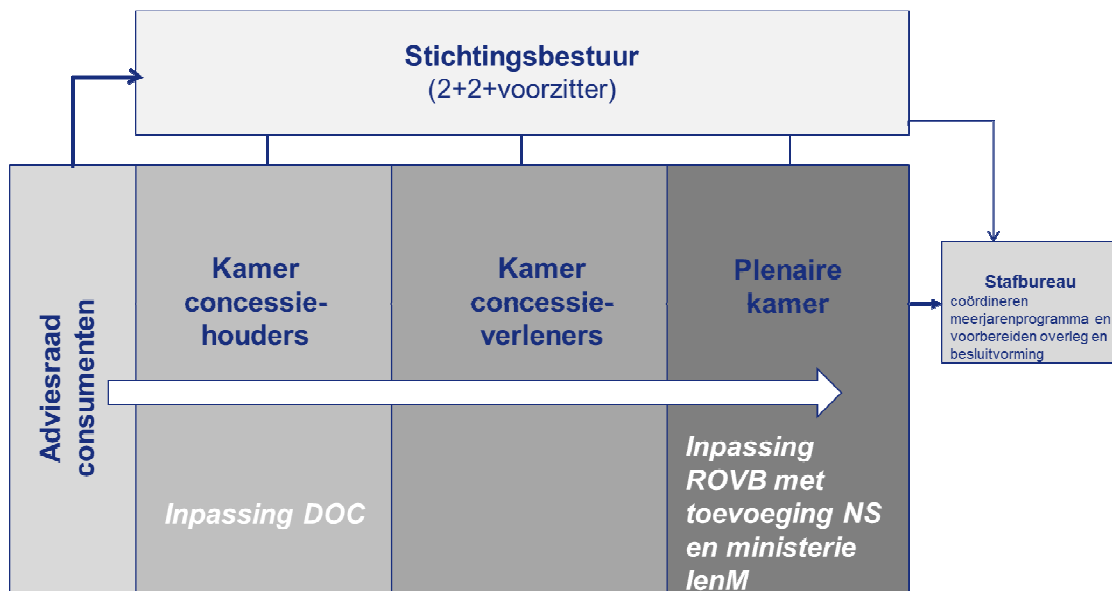 Stichtingsbestuur
(2+2+voorzitter)
Adviesraad
consumenten
Kamer
concessie-
houders
Inpassing DOC
Kamer
concessie-
verleners
Plenaire
kamer
Inpassing
ROVB met
toevoeging NS
en ministerie
IenM
Stafbureau
coördineren
meerjarenprogramma en
voorbereiden overleg en
besluitvorming